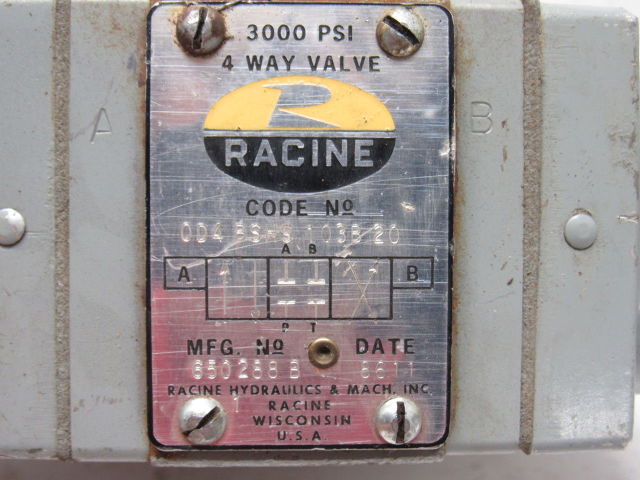 3000 PSI
4 WAY VALVE
R
RACINE
CODE Nº
A B
A B
P T
MFG. Nº DATE
650288 B
RACINE HYDRAULICS & MACH. INC.
RACINE
WISCONSIN
U.S.A.
A
B